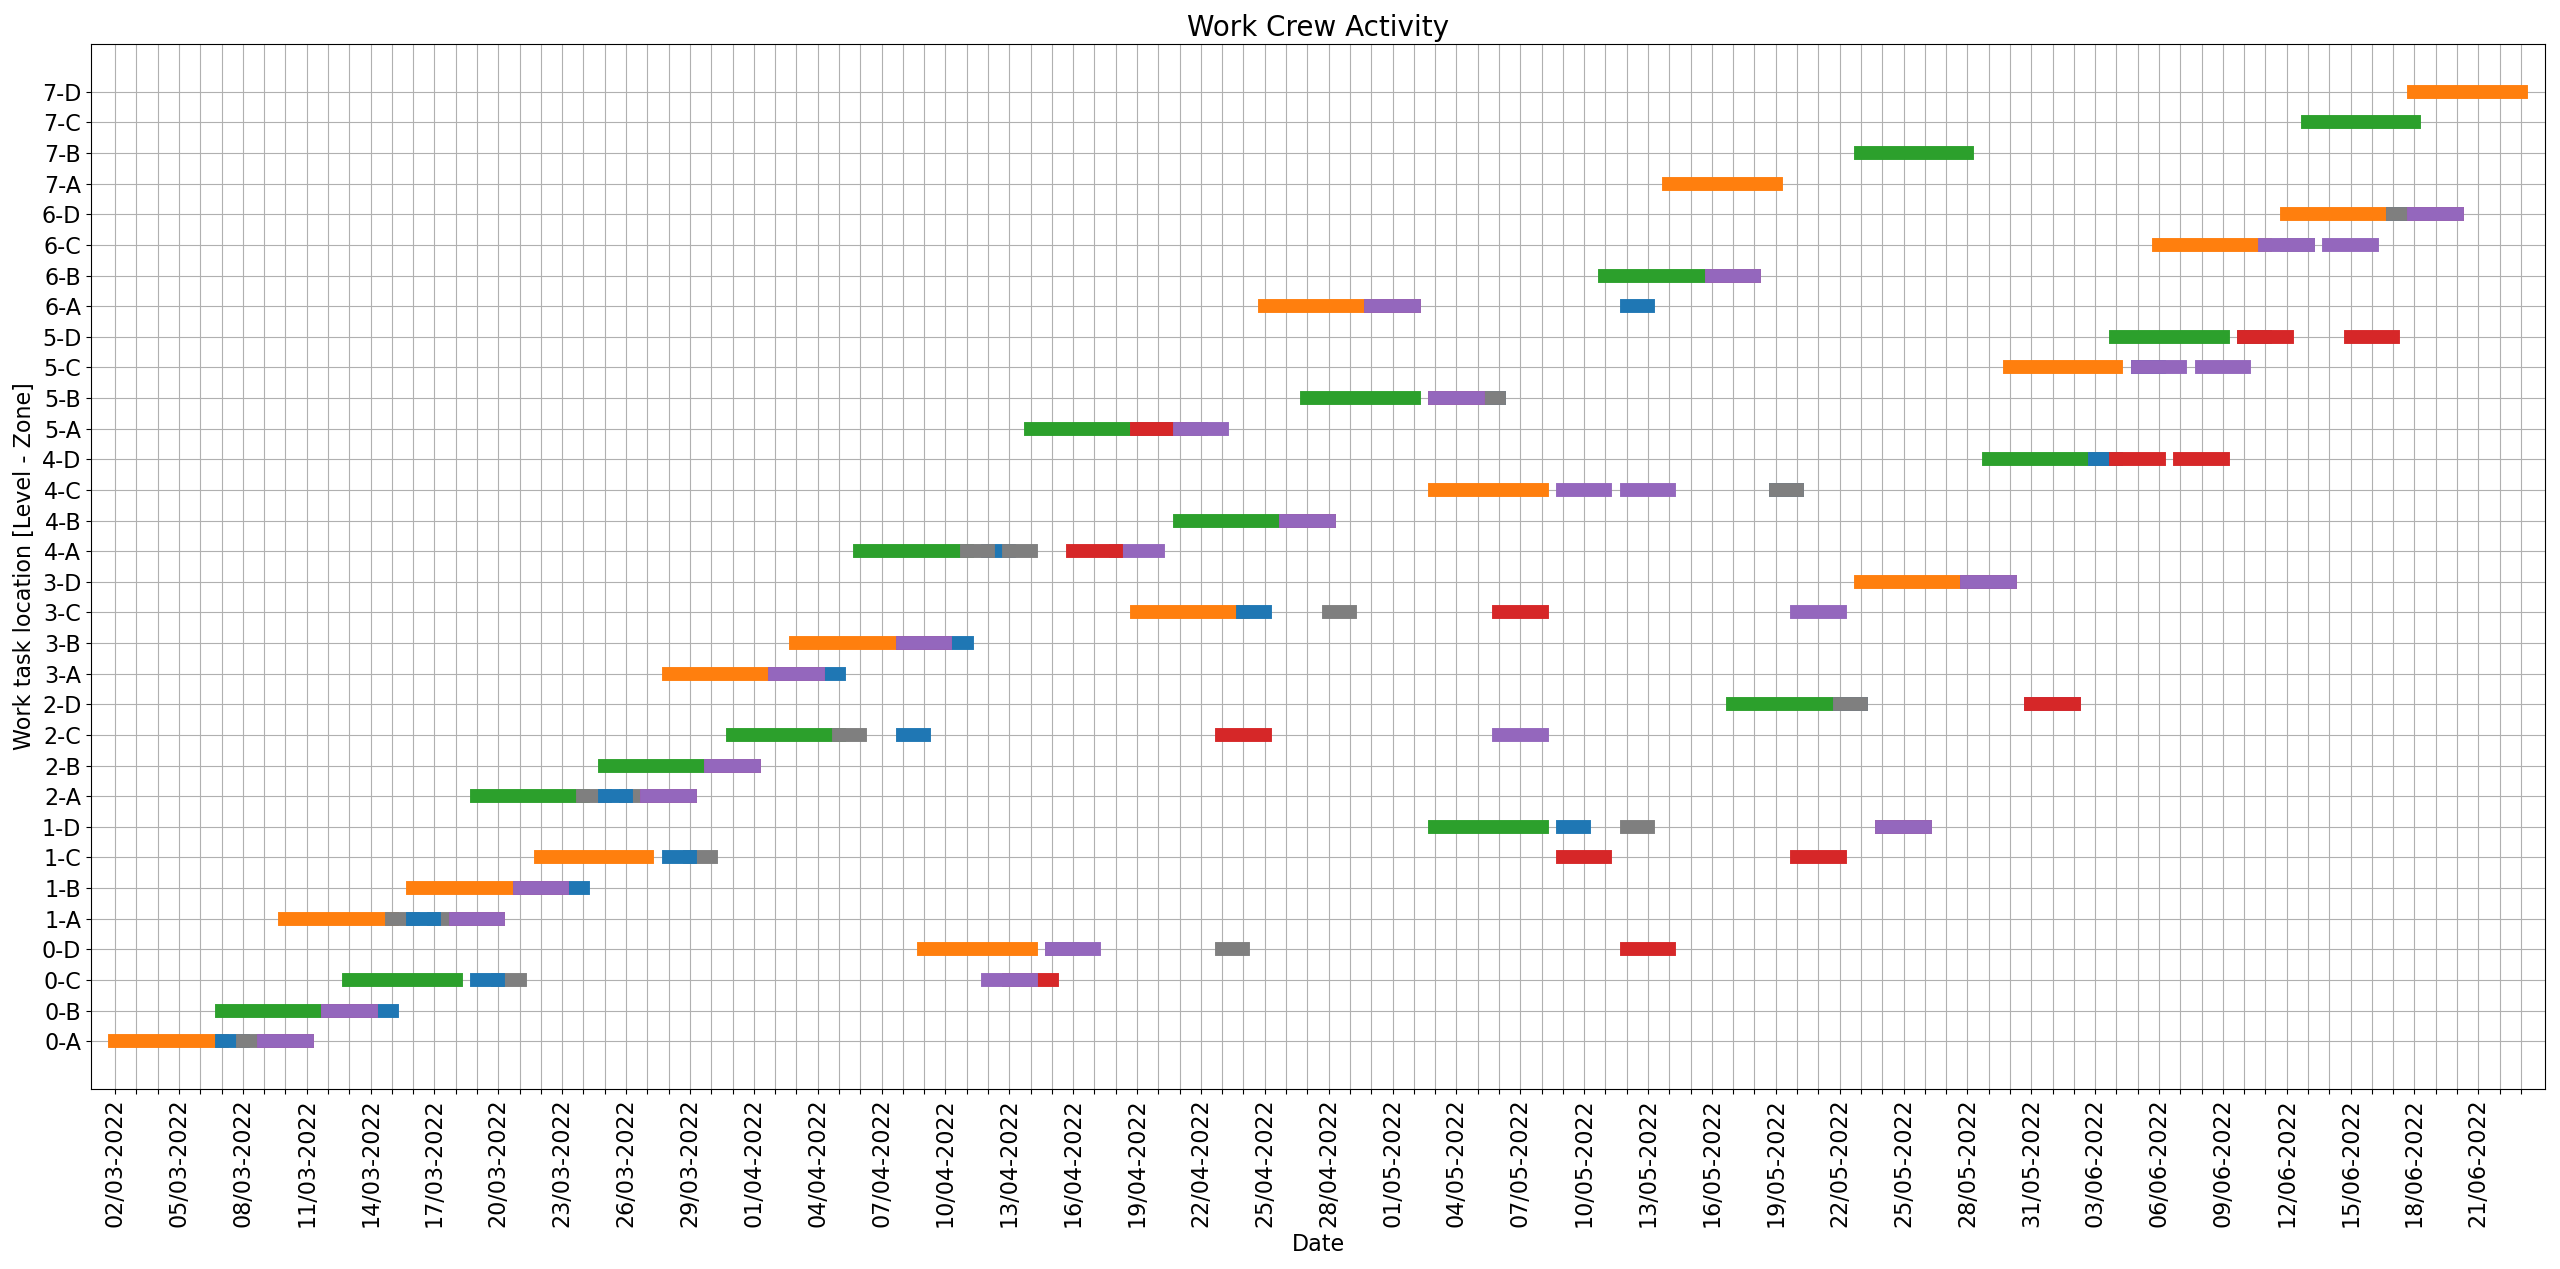 Work Crew Activity
7-D
7-C
7-B
7-A
6-D
6-C
6-B
6-A
5-D
5-C
5-B
5-A
4-D
4-C
4-B
4-A
3-D
3-C
3-B
3-A
2-D
2-C
2-B
2-A
1-D
1-C
1-B
1-A
0-D
0-C
0-B
0-A
Work task location [Level - Zone]
02/03-2022
05/03-2022
08/03-2022
11/03-2022
14/03-2022
17/03-2022
20/03-2022
23/03-2022
26/03-2022
29/03-2022
01/04-2022
04/04-2022
07/04-2022
10/04-2022
13/04-2022
16/04-2022
19/04-2022
22/04-2022
25/04-2022
28/04-2022
01/05-2022
04/05-2022
07/05-2022
10/05-2022
13/05-2022
16/05-2022
19/05-2022
22/05-2022
25/05-2022
28/05-2022
31/05-2022
03/06-2022
06/06-2022
09/06-2022
12/06-2022
15/06-2022
18/06-2022
21/06-2022
Date